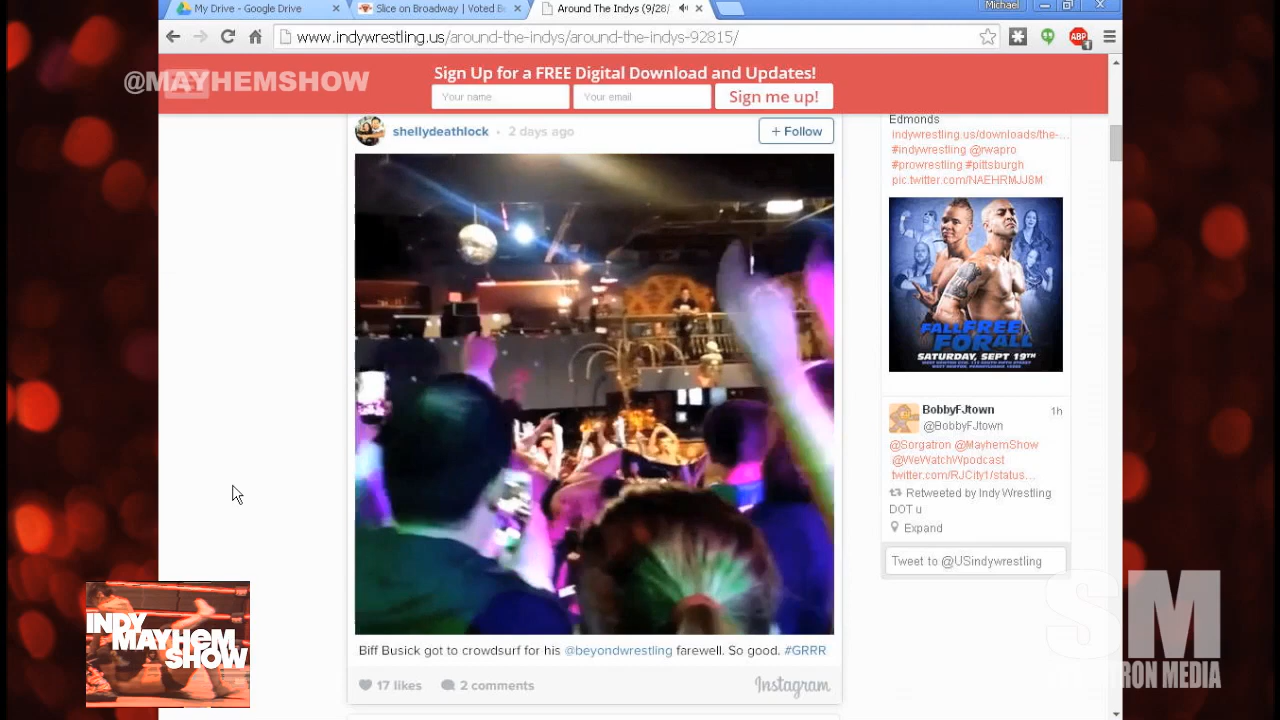 My Drive - Google Drive
Slice on Broadway | Voted B
Around The Indys (9/28/
Michael
www.indywrestling.us/around-the-indys/around-the-indys-92815/
ABP
1
@MAYHEMSHOW
Sign Up for a FREE Digital Download and Updates!
Your name
Your email
Sign me up!
shellydeathlock • 2 days ago
+ Follow
Edmonds
indywrestling.us/downloads/the-...
#indywrestling @rwapro
#prowrestling #pittsburgh
pic.twitter.com/NAEHRMJJ8M
FALL FREE
FOR ALL
SATURDAY, SEPT 19TH
BobbyFJtown
1h
@BobbyFJtown
@Sorgatron @MayhemShow
@WeWatchWpodcast
twitter.com/RJCity1/status...
Retweeted by Indy Wrestling
DOT u
Expand
Tweet to @USindywrestling
Biff Busick got to crowdsurf for his @beyondwrestling farewell. So good. #GRRR
17 likes
2 comments
Instagram
INDY
MAYHEM
SHOW
SM
TRON MEDIA